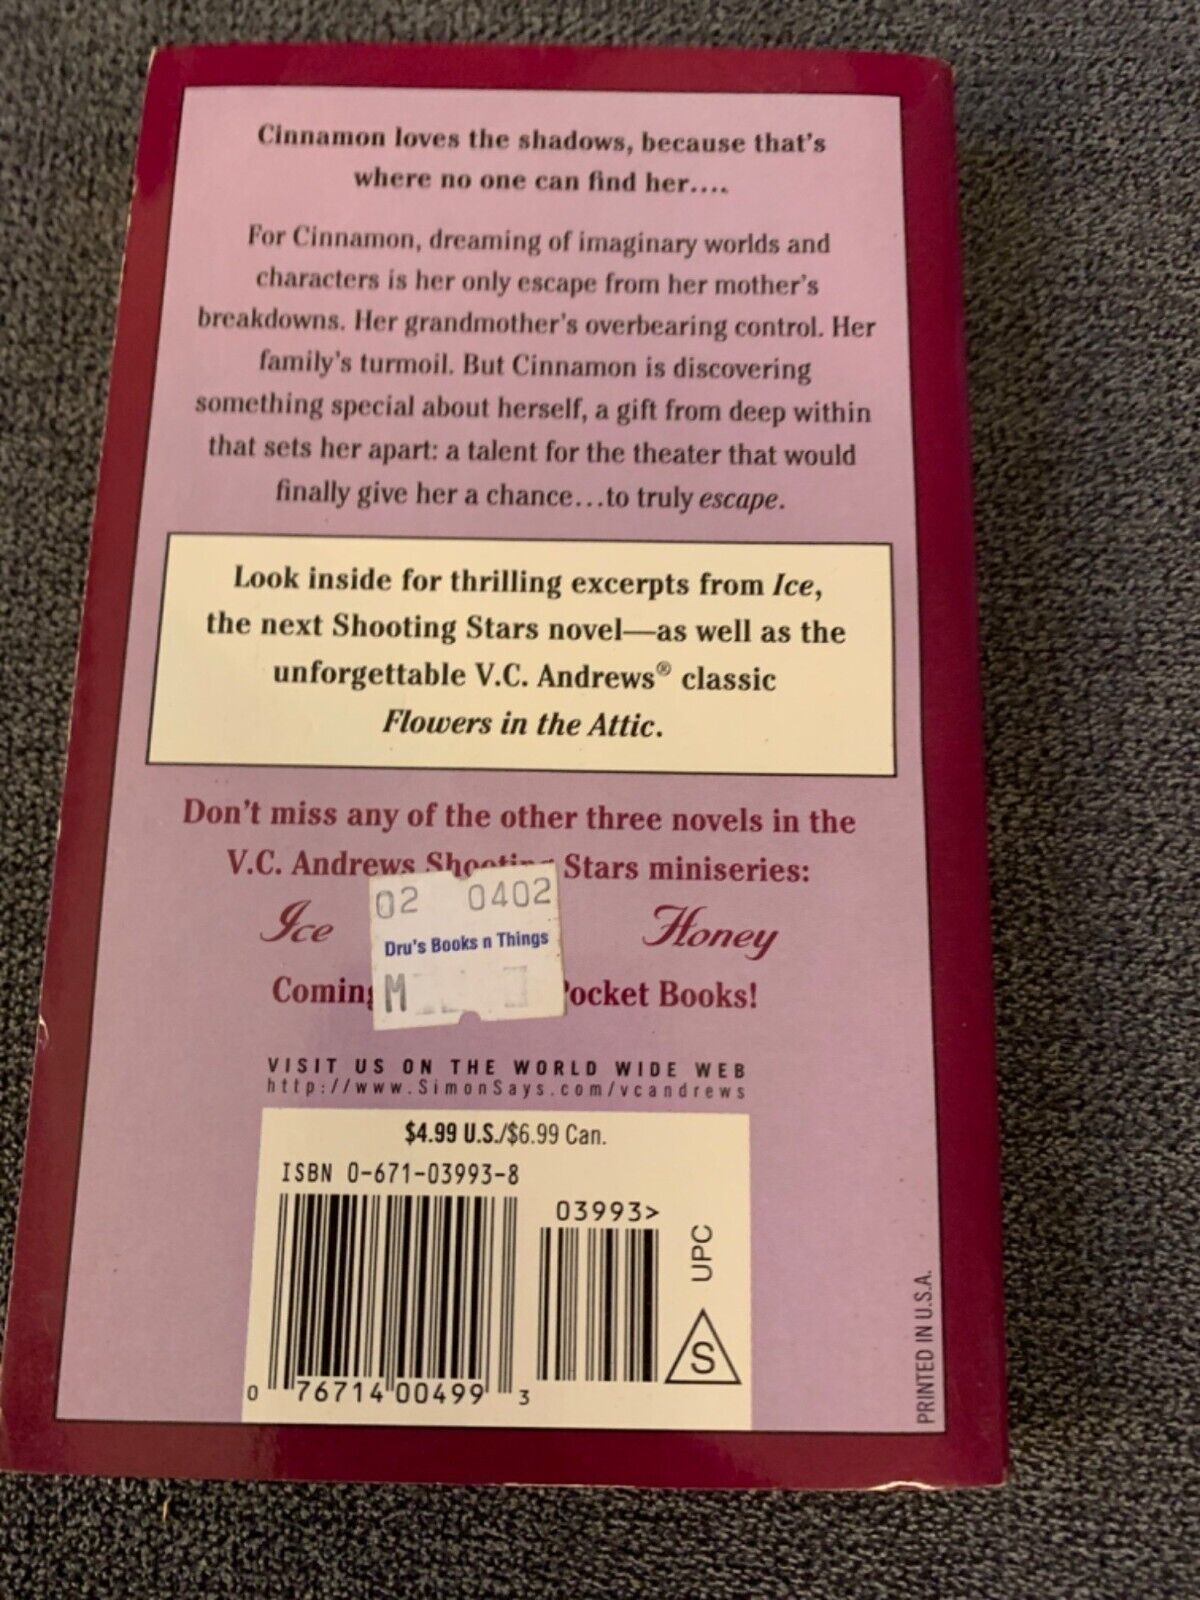 Cinnamon loves the shadows, because that's
where no one can find her....
For Cinnamon, dreaming of imaginary worlds and
characters is her only escape from her mother's
breakdowns. Her grandmother's overbearing control. Her
family's turmoil. But Cinnamon is discovering
something special about herself, a gift from deep within
that sets her apart: a talent for the theater that would
finally give her a chance...to truly escape.
Look inside for thrilling excerpts from Ice,
the next Shooting Stars novel—as well as the
unforgettable V.C. Andrews® classic
Flowers in the Attic.
Don't miss any of the other three novels in the
V.C. Andrews Shooting Stars miniseries:
Ice Honey
02 0402
Dru's Books n Things
M
Coming Pocket Books!
VISIT US ON THE WORLD WIDE WEB
http://www.SimonSays.com/vcandrews
$4.99 U.S./$6.99 Can.
ISBN 0-671-03993-8
03993>
UPC
S
0 76714 00499 3
PRINTED IN U.S.A.